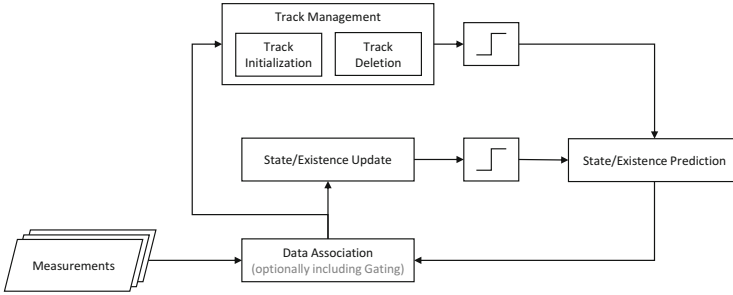 Track Management
Track
Initialization
Track
Deletion
State/Existence Update
State/Existence Prediction
Measurements
Data Association
(optionally including Gating)